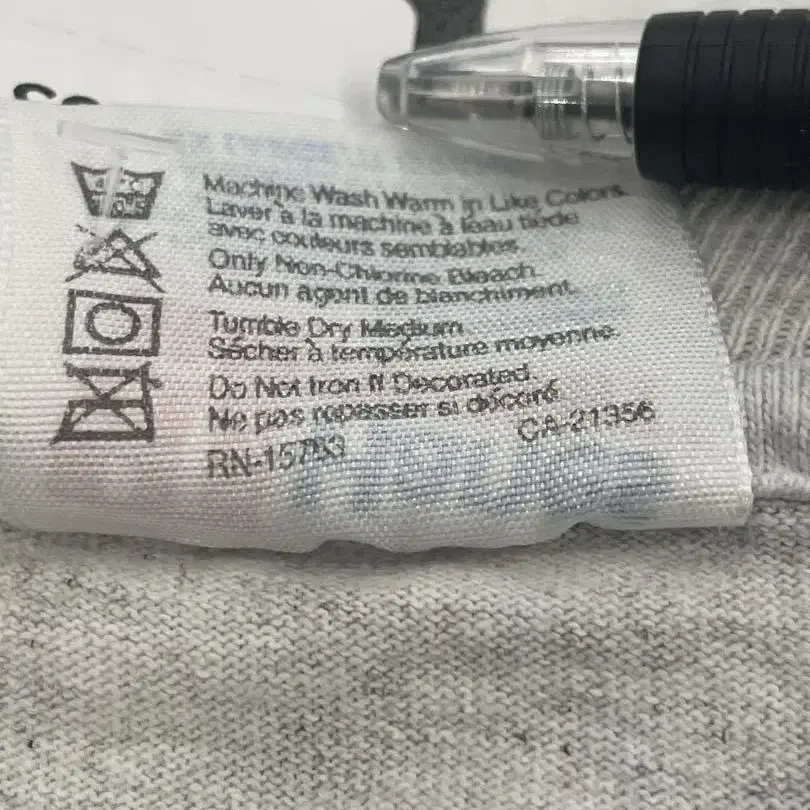 Machine Wash Warm in Like Colors
Laver à la machine à l'eau tiède
avec couleurs semblables
Only Non-Chlorine Bleach
Aucun agent de blanchiment.
Tumble Dry Medium
Sécher à température moyenne.
Do Not Iron If Decorated.
Ne pas repasser si décoré
CA-21356
RN-15763